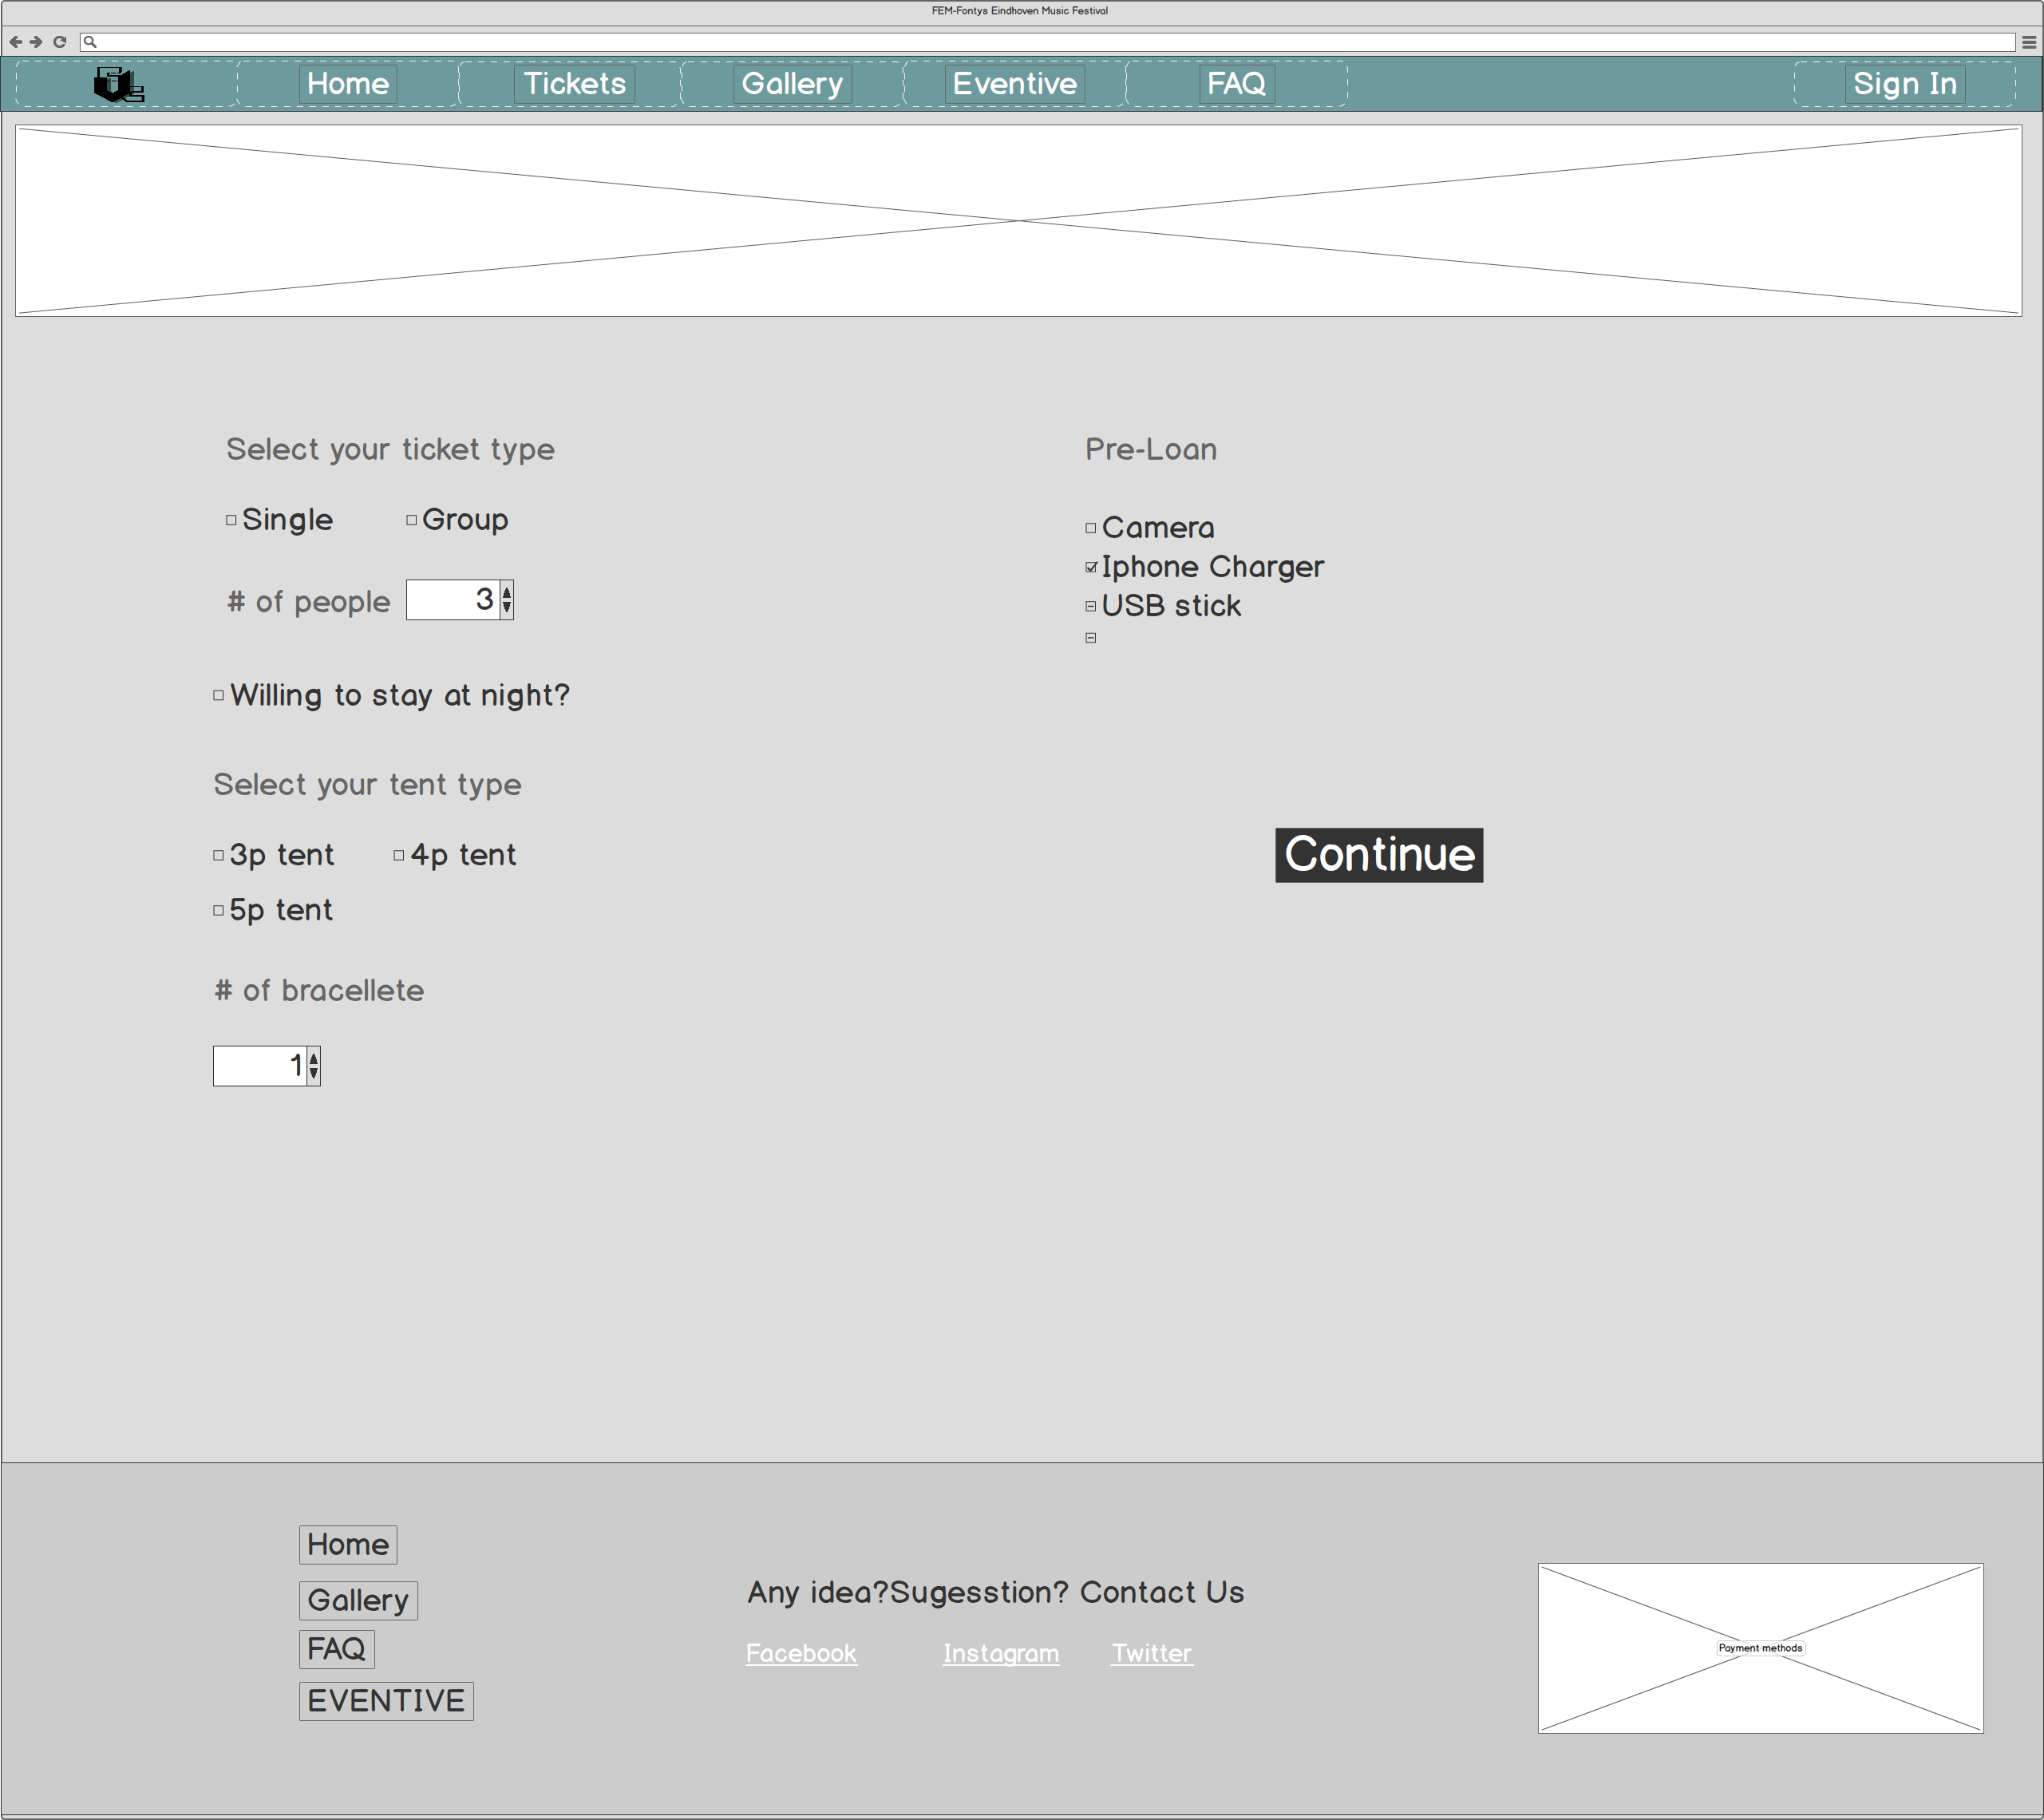 FEM-Fontys Eindhoven Music Festival
Home Tickets Gallery Eventive FAQ Sign In
Select your ticket type
Single Group
# of people 3
Willing to stay at night?
Select your tent type
3p tent 4p tent
5p tent
# of bracellete
1
Pre-Loan
Camera
Iphone Charger
USB stick
Continue
Home
Gallery
FAQ
EVENTIVE
Any idea?Sugesstion? Contact Us
Facebook Instagram Twitter
Payment methods